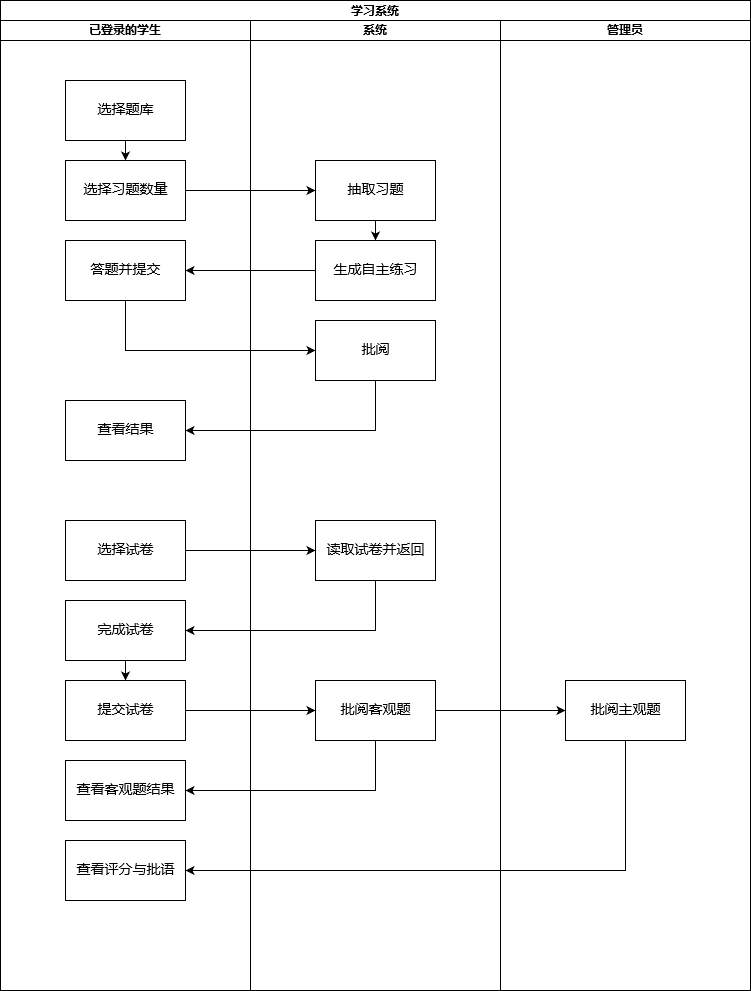 学习系统
已登录的学生
系统
管理员
选择题库
选择习题数量
抽取习题
答题并提交
生成自主练习
批阅
查看结果
选择试卷
读取试卷并返回
完成试卷
提交试卷
批阅客观题
批阅主观题
查看客观题结果
查看评分与批语